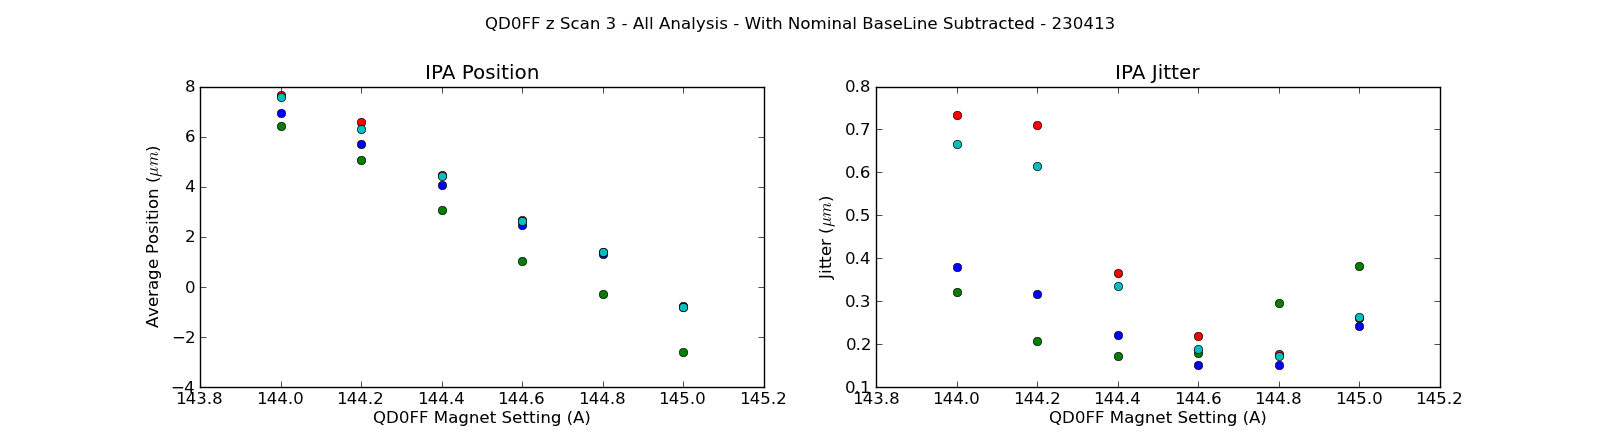 QD0FF z Scan 3 - All Analysis - With Nominal BaseLine Subtracted - 230413
IPA Position
8
6
4
2
0
−2
−4
Average Position (μm)
143.8 144.0 144.2 144.4 144.6 144.8 145.0 145.2
QD0FF Magnet Setting (A)
IPA Jitter
0.8
0.7
0.6
0.5
0.4
0.3
0.2
0.1
Jitter (μm)
143.8 144.0 144.2 144.4 144.6 144.8 145.0 145.2
QD0FF Magnet Setting (A)